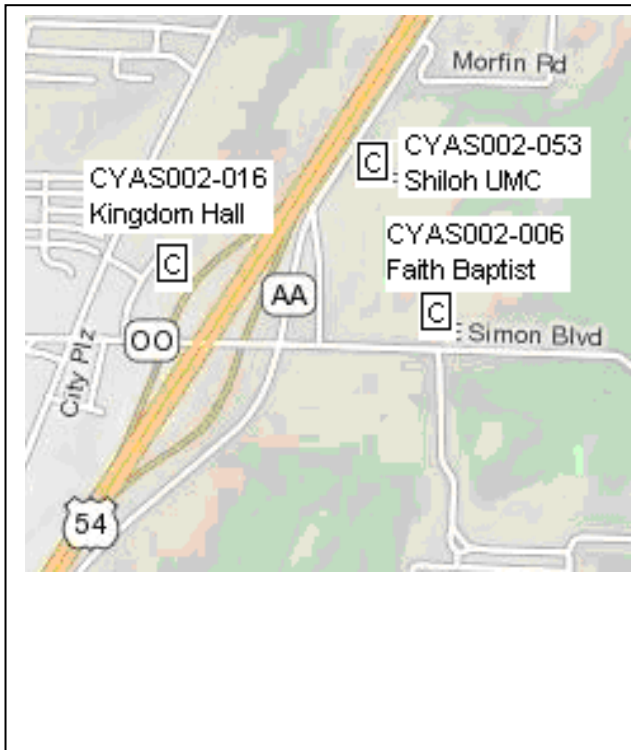 Morfin Rd
CYAS002-053
C
Shiloh UMC
CYAS002-016
Kingdom Hall
CYAS002-006
Faith Baptist
C
AA
C
OO
E Simon Blvd
City Plz
1
54